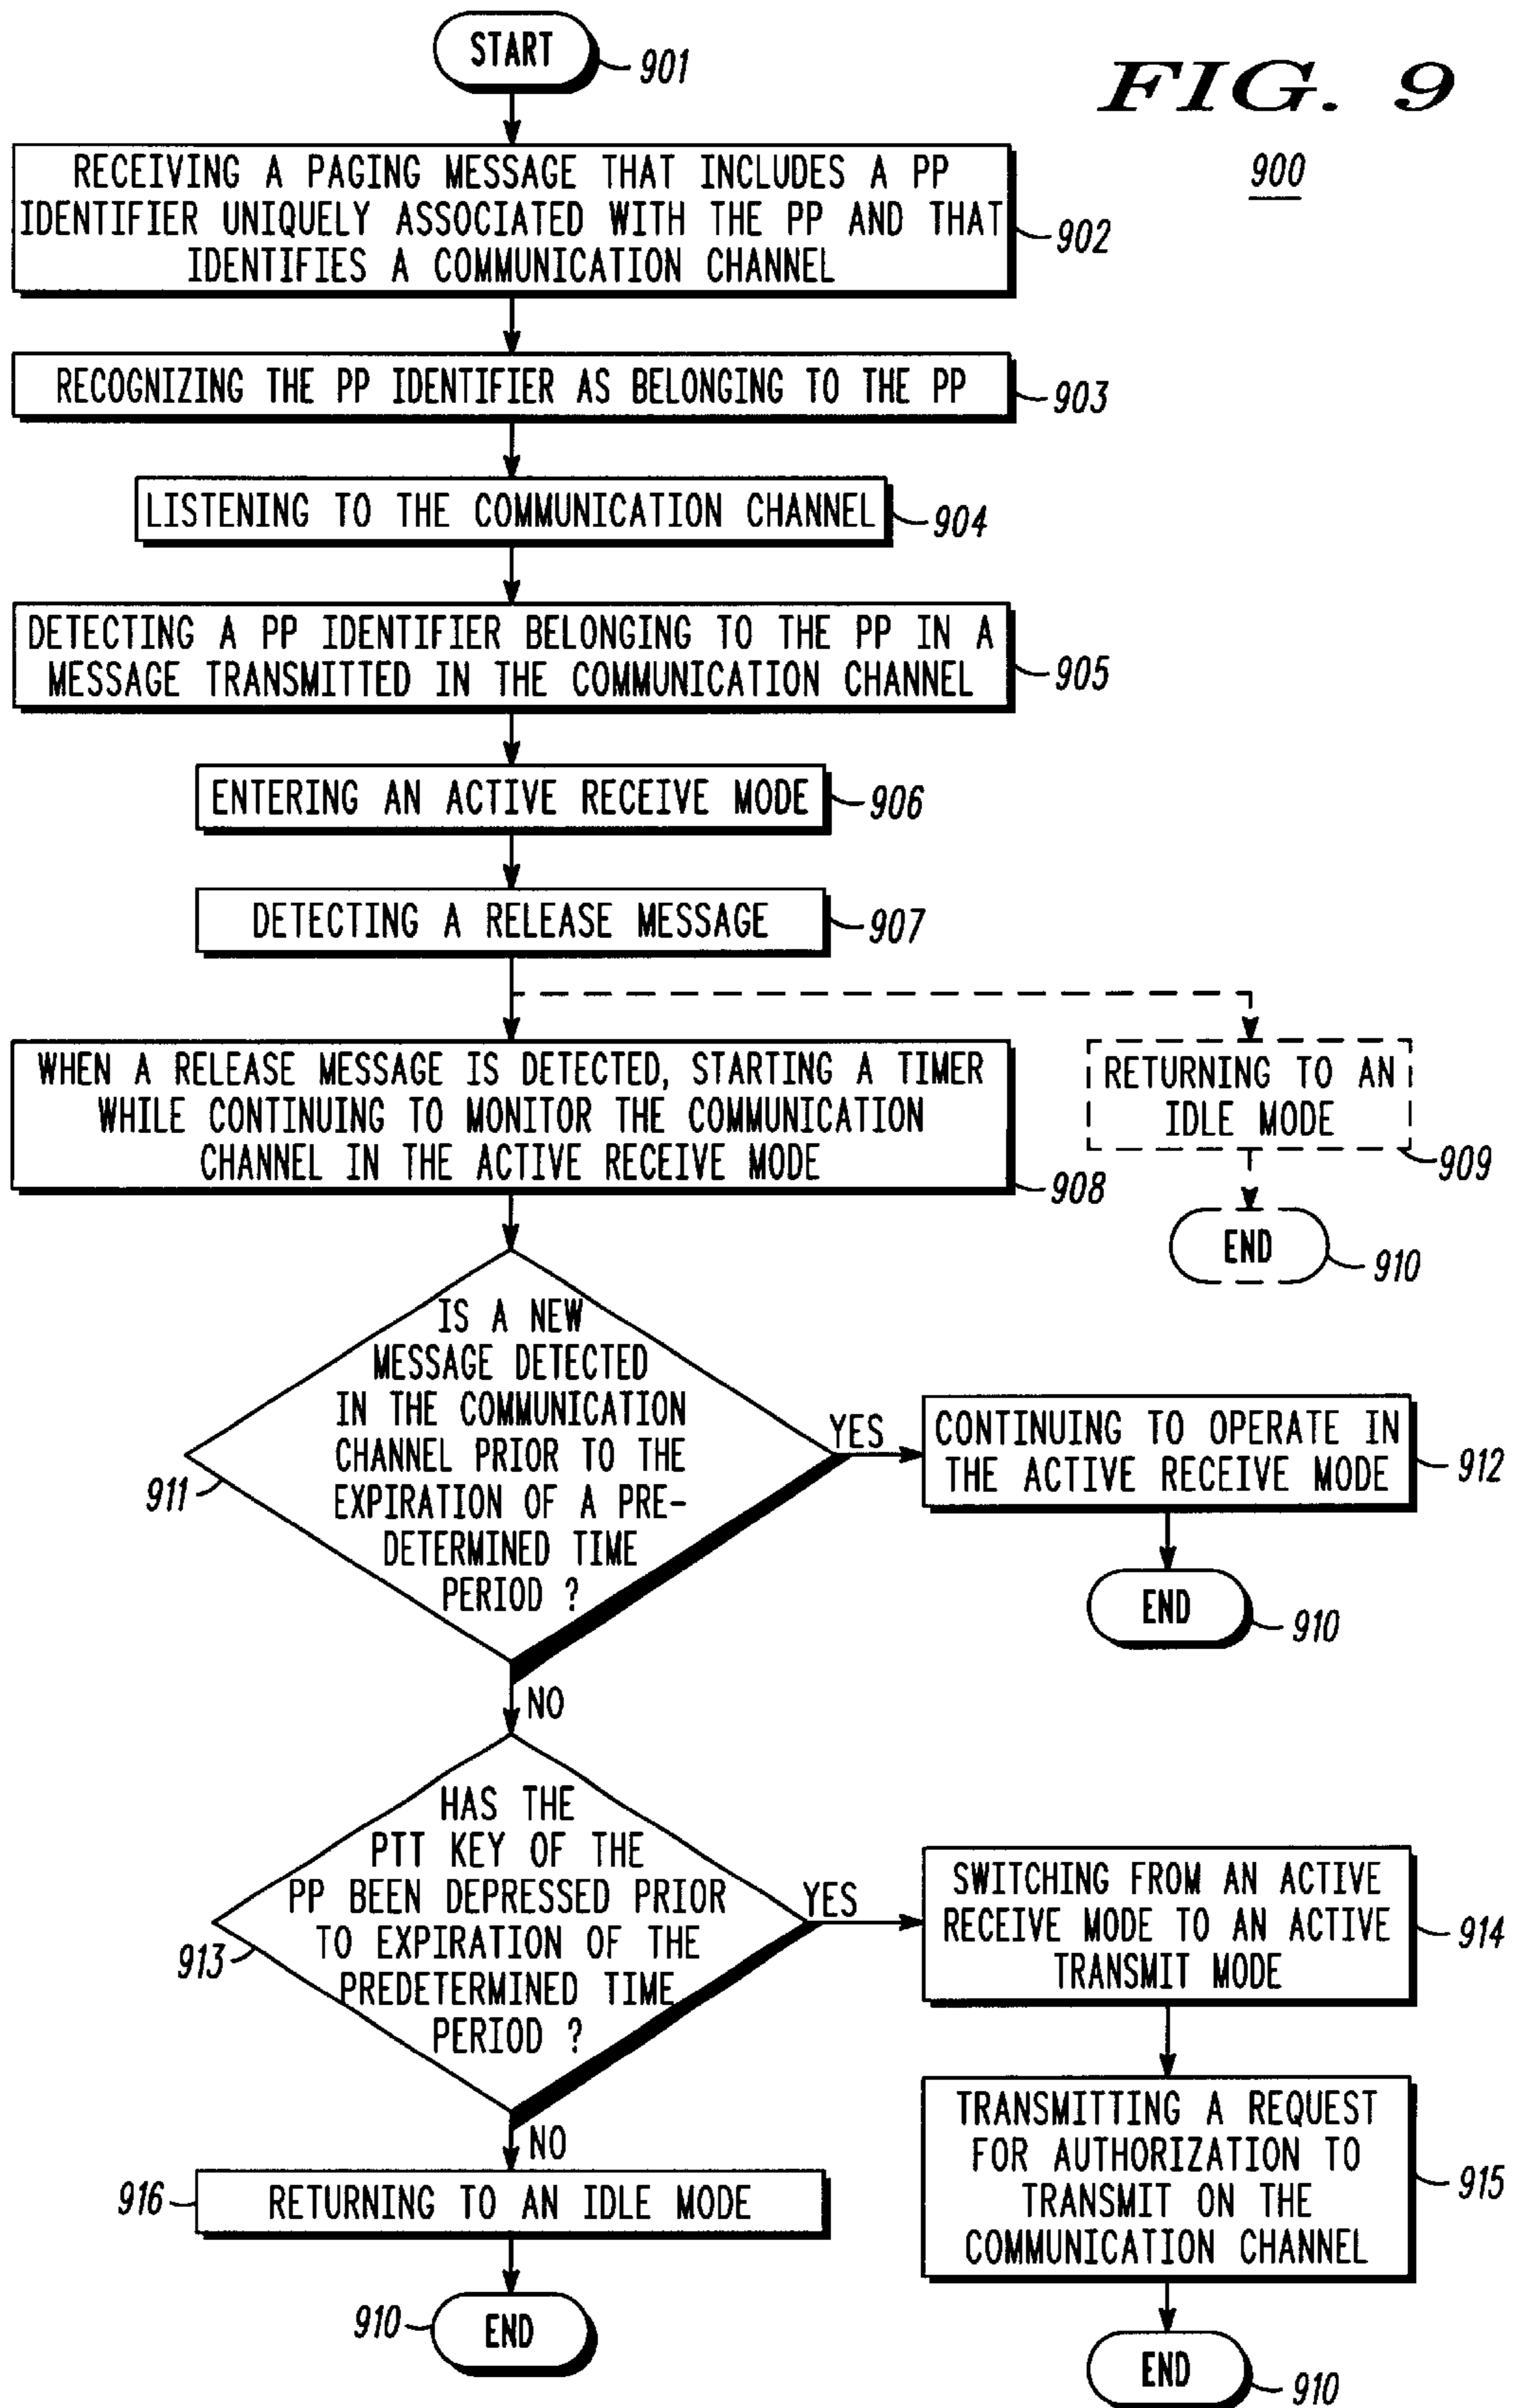 START
901
FIG. 9
900
RECEIVING A PAGING MESSAGE THAT INCLUDES A PP
IDENTIFIER UNIQUELY ASSOCIATED WITH THE PP AND THAT
IDENTIFIES A COMMUNICATION CHANNEL
902
RECOGNIZING THE PP IDENTIFIER AS BELONGING TO THE PP
903
LISTENING TO THE COMMUNICATION CHANNEL
904
DETECTING A PP IDENTIFIER BELONGING TO THE PP IN A
MESSAGE TRANSMITTED IN THE COMMUNICATION CHANNEL
905
ENTERING AN ACTIVE RECEIVE MODE
906
DETECTING A RELEASE MESSAGE
907
WHEN A RELEASE MESSAGE IS DETECTED, STARTING A TIMER
WHILE CONTINUING TO MONITOR THE COMMUNICATION
CHANNEL IN THE ACTIVE RECEIVE MODE
908
RETURNING TO AN
IDLE MODE
909
END
910
IS A NEW
MESSAGE DETECTED
IN THE COMMUNICATION
CHANNEL PRIOR TO THE
EXPIRATION OF A PRE-
DETERMINED TIME
PERIOD ?
911
YES
CONTINUING TO OPERATE IN
THE ACTIVE RECEIVE MODE
912
END
910
NO
HAS THE
PTT KEY OF THE
PP BEEN DEPRESSED PRIOR
TO EXPIRATION OF THE
PREDETERMINED TIME
PERIOD ?
913
YES
SWITCHING FROM AN ACTIVE
RECEIVE MODE TO AN ACTIVE
TRANSMIT MODE
914
TRANSMITTING A REQUEST
FOR AUTHORIZATION TO
TRANSMIT ON THE
COMMUNICATION CHANNEL
915
END
910
NO
916
RETURNING TO AN IDLE MODE
910
END